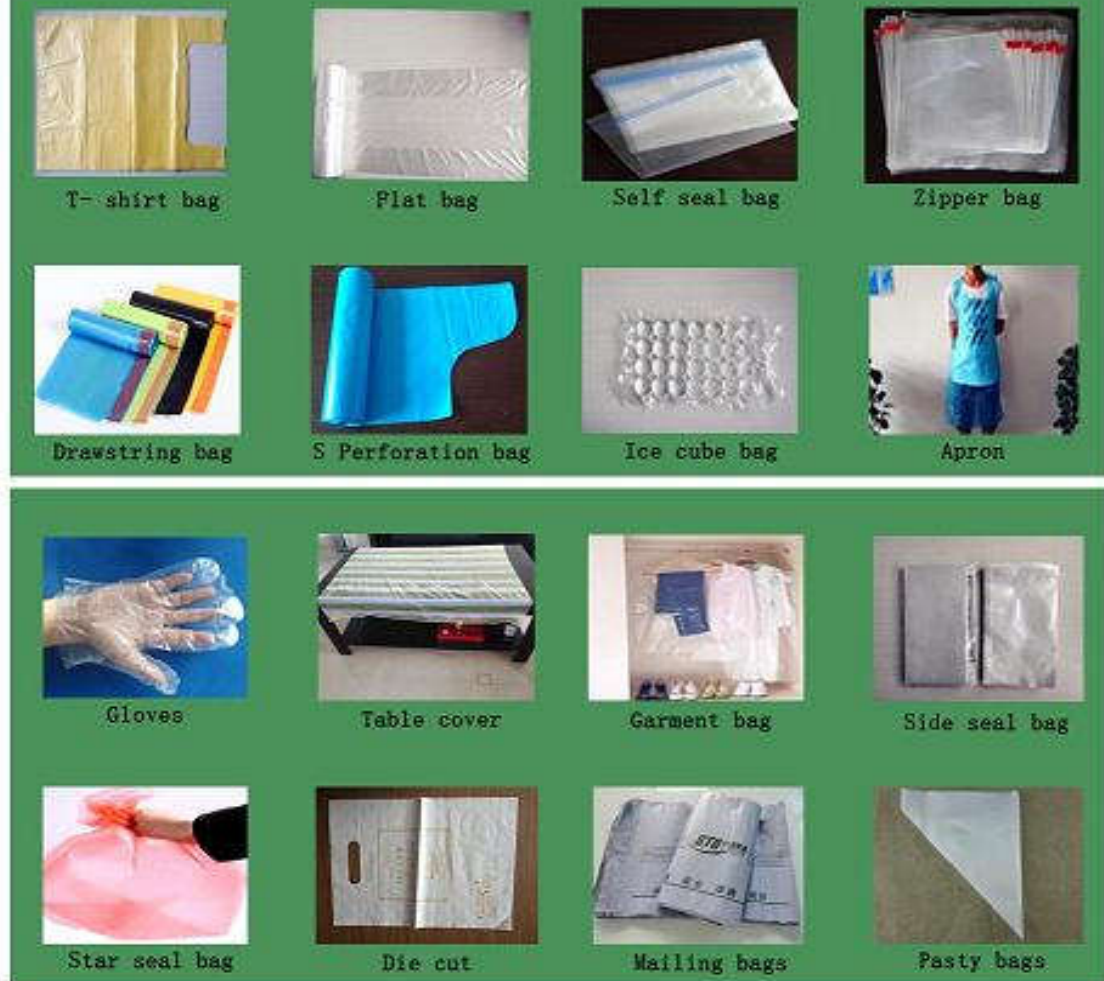 T- shirt bag
Flat bag
Self seal bag
Zipper bag
Drawstring bag
S Perforation bag
Ice cube bag
Apron
Gloves
Table cover
Garment bag
Side seal bag
Star seal bag
Die cut
Mailing bags
Pasty bags